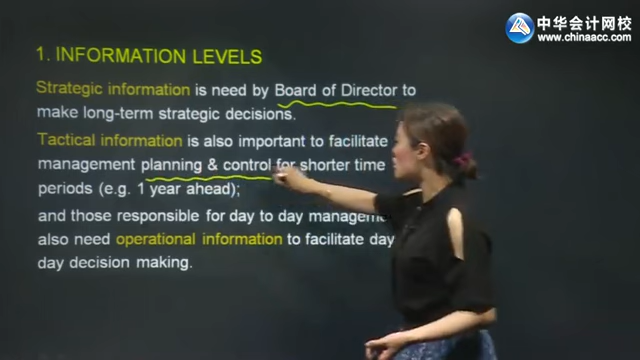 中华会计网校
www.chinaacc.com
1. INFORMATION LEVELS
Strategic information is need by Board of Director to
make long-term strategic decisions.
Tactical information is also important to facilitate
management planning & control for shorter time
periods (e.g. 1 year ahead);
and those responsible for day to day manageme
also need operational information to facilitate day
day decision making.